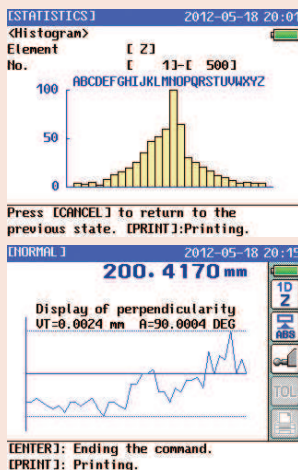 [STATISTICS] 2012-05-18 20:01
<Histogram>
Element [ Z]
No. [ 1]-[ 500]
ABCDEFGHIJKLMNOPQRSTUVWXYZ
100
50
0
Press [CANCEL] to return to the
previous state. [PRINT]:Printing.
[NORMAL] 2012-05-18 20:15
200.4170 mm
1D
Z
Display of perpendicularity
VT=0.0024 mm A=90.0004 DEG
ABS
TOL
[ENTER]: Ending the command.
[PRINT]: Printing.